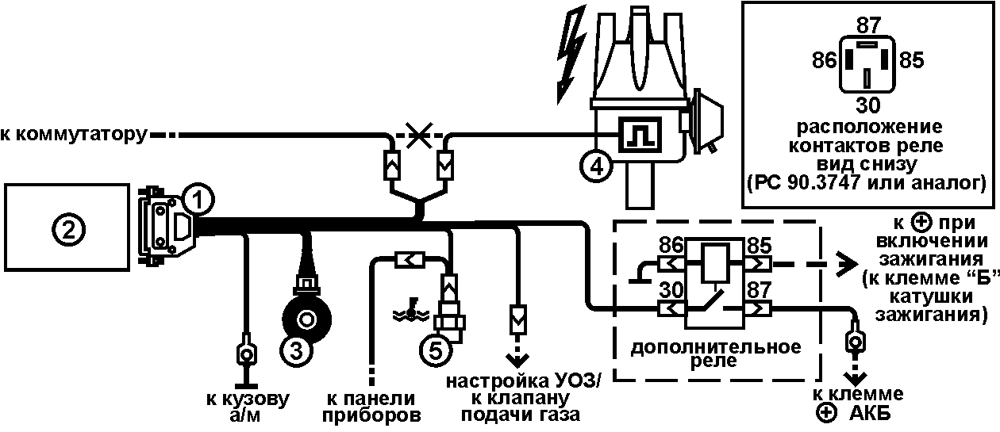 к коммутатору
1
2
3
4
5
87
86
85
30
расположение
контактов реле
вид снизу
(РС 90.3747 или аналог)
86
85
30
87
дополнительное
реле
к ⊕ при
включении
зажигания
(к клемме “Б”
катушки
зажигания)
к кузову
а/м
к панели
приборов
настройка УОЗ/
к клапану
подачи газа
к клемме
⊕ АКБ